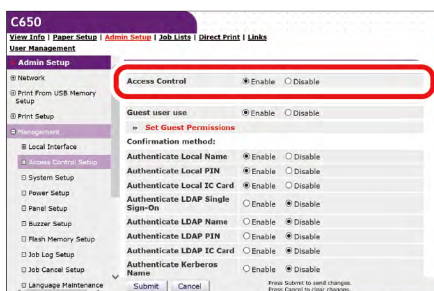 C650
View Info | Paper Setup | Admin Setup | Job Lists | Direct Print | Links
User Management
Admin Setup
Network
Print From USB Memory
Setup
Print Setup
Management
Local Interface
Access Control Setup
System Setup
Power Setup
Panel Setup
Buzzer Setup
Flash Memory Setup
Job Log Setup
Job Cancel Setup
Language Maintenance
Access Control Enable Disable
Guest user use Enable Disable
» Set Guest Permissions
Confirmation method:
Authenticate Local Name Enable Disable
Authenticate Local PIN Enable Disable
Authenticate Local IC Card Enable Disable
Authenticate LDAP Single
Sign-On Enable Disable
Authenticate LDAP Name Enable Disable
Authenticate LDAP PIN Enable Disable
Authenticate LDAP IC Card Enable Disable
Authenticate Kerberos
Name Enable Disable
Submit Cancel
Press Submit to send changes.
Press Cancel to clear changes.